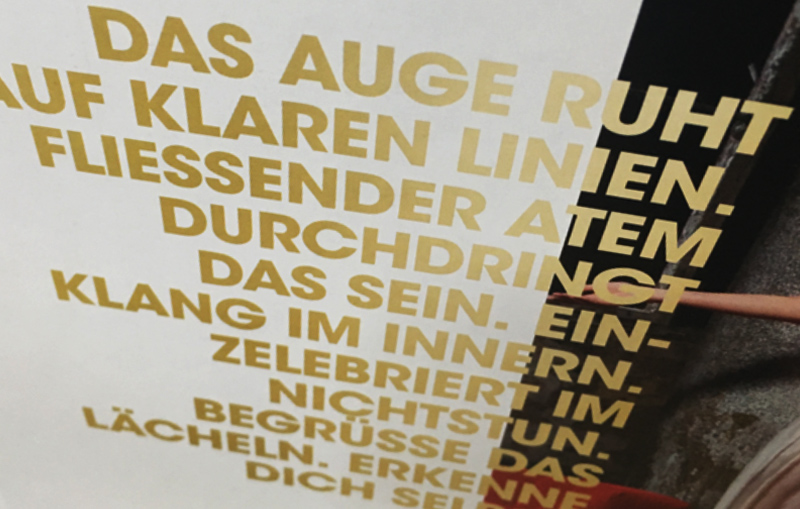 DAS AUGE RUHT
AUF KLAREN LINIEN.
FLIESSENDER ATEM
DURCHDRINGT
DAS SEIN. EIN-
KLANG IM INNERN.
ZELEBRIERT IM
NICHTSTUN.
BEGRÜSSE DAS
LÄCHELN. ERKENNE
DICH